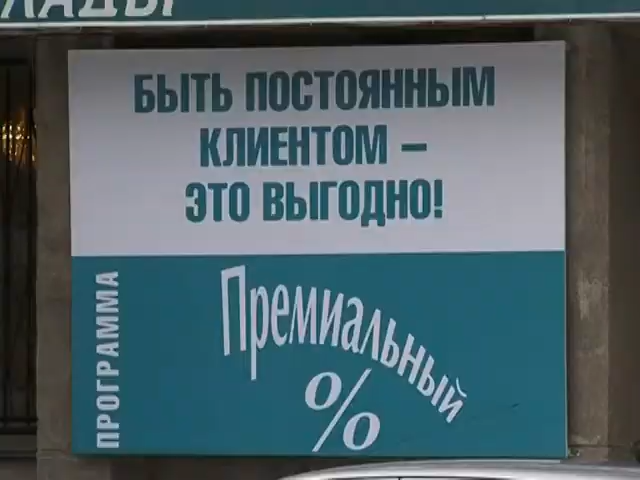 БЫТЬ ПОСТОЯННЫМ
КЛИЕНТОМ –
ЭТО ВЫГОДНО!
ПРОГРАММА
Премиальный
%